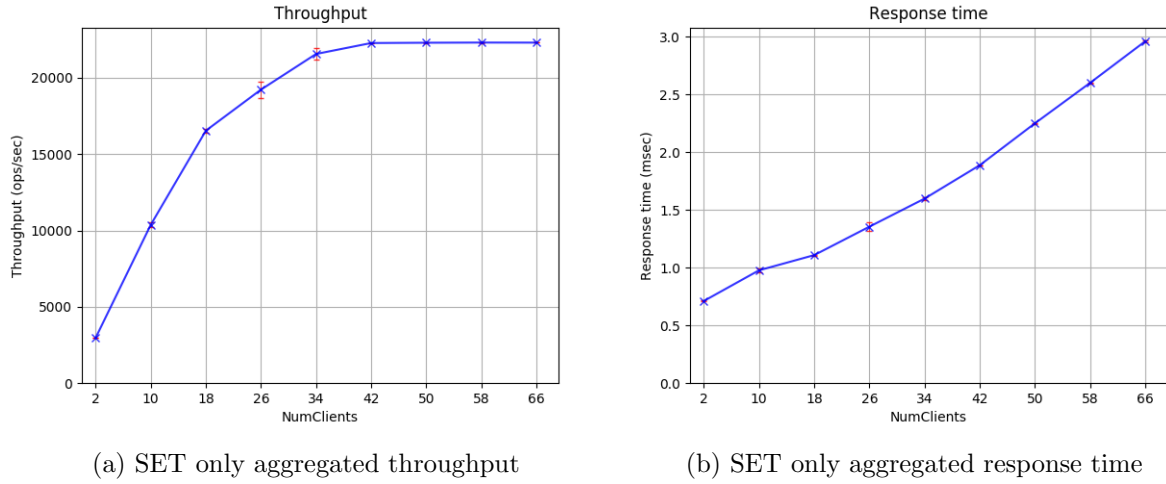 Throughput
Throughput (ops/sec)
20000
15000
10000
5000
0
2 10 18 26 34 42 50 58 66
NumClients
(a) SET only aggregated throughput
Response time
Response time (msec)
3.0
2.5
2.0
1.5
1.0
0.5
0.0
2 10 18 26 34 42 50 58 66
NumClients
(b) SET only aggregated response time